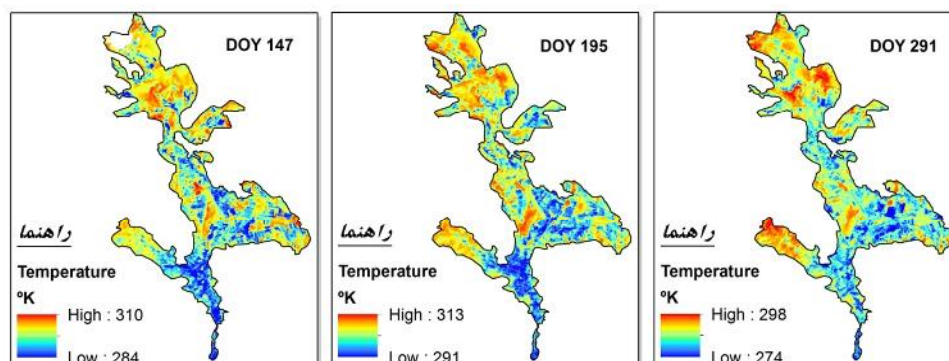 DOY 147
راهنما
Temperature
ºK
High : 310
Low : 284
DOY 195
راهنما
Temperature
ºK
High : 313
Low : 291
DOY 291
راهنما
Temperature
ºK
High : 298
Low : 274